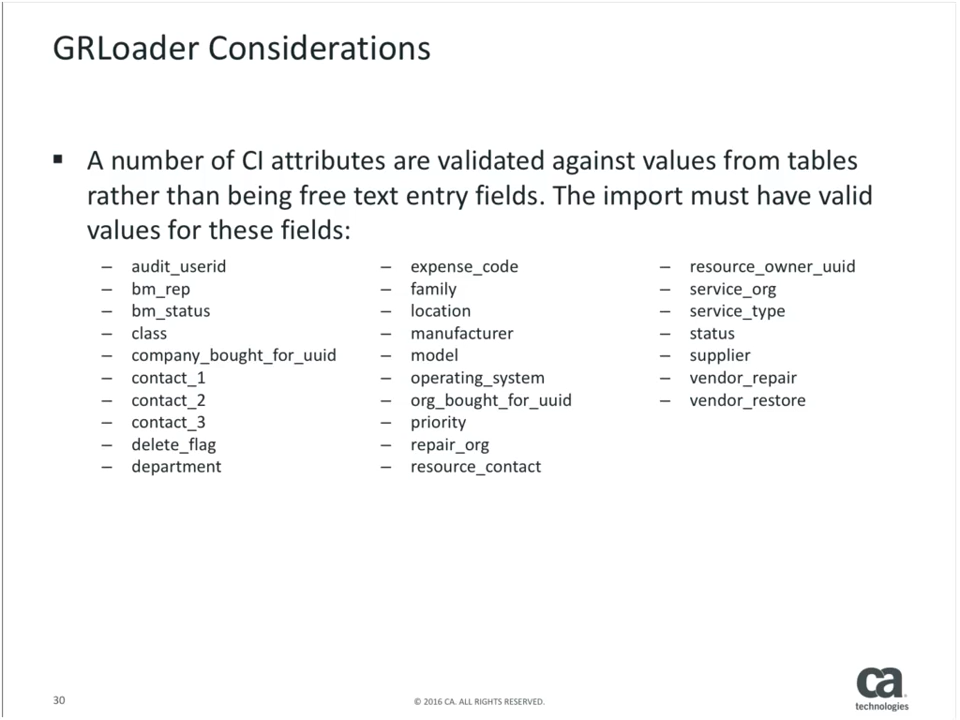 GRLoader Considerations
▪ A number of CI attributes are validated against values from tables
rather than being free text entry fields. The import must have valid
values for these fields:
– audit_userid
– bm_rep
– bm_status
– class
– company_bought_for_uuid
– contact_1
– contact_2
– contact_3
– delete_flag
– department
– expense_code
– family
– location
– manufacturer
– model
– operating_system
– org_bought_for_uuid
– priority
– repair_org
– resource_contact
– resource_owner_uuid
– service_org
– service_type
– status
– supplier
– vendor_repair
– vendor_restore
30
© 2016 CA. ALL RIGHTS RESERVED.
ca
technologies